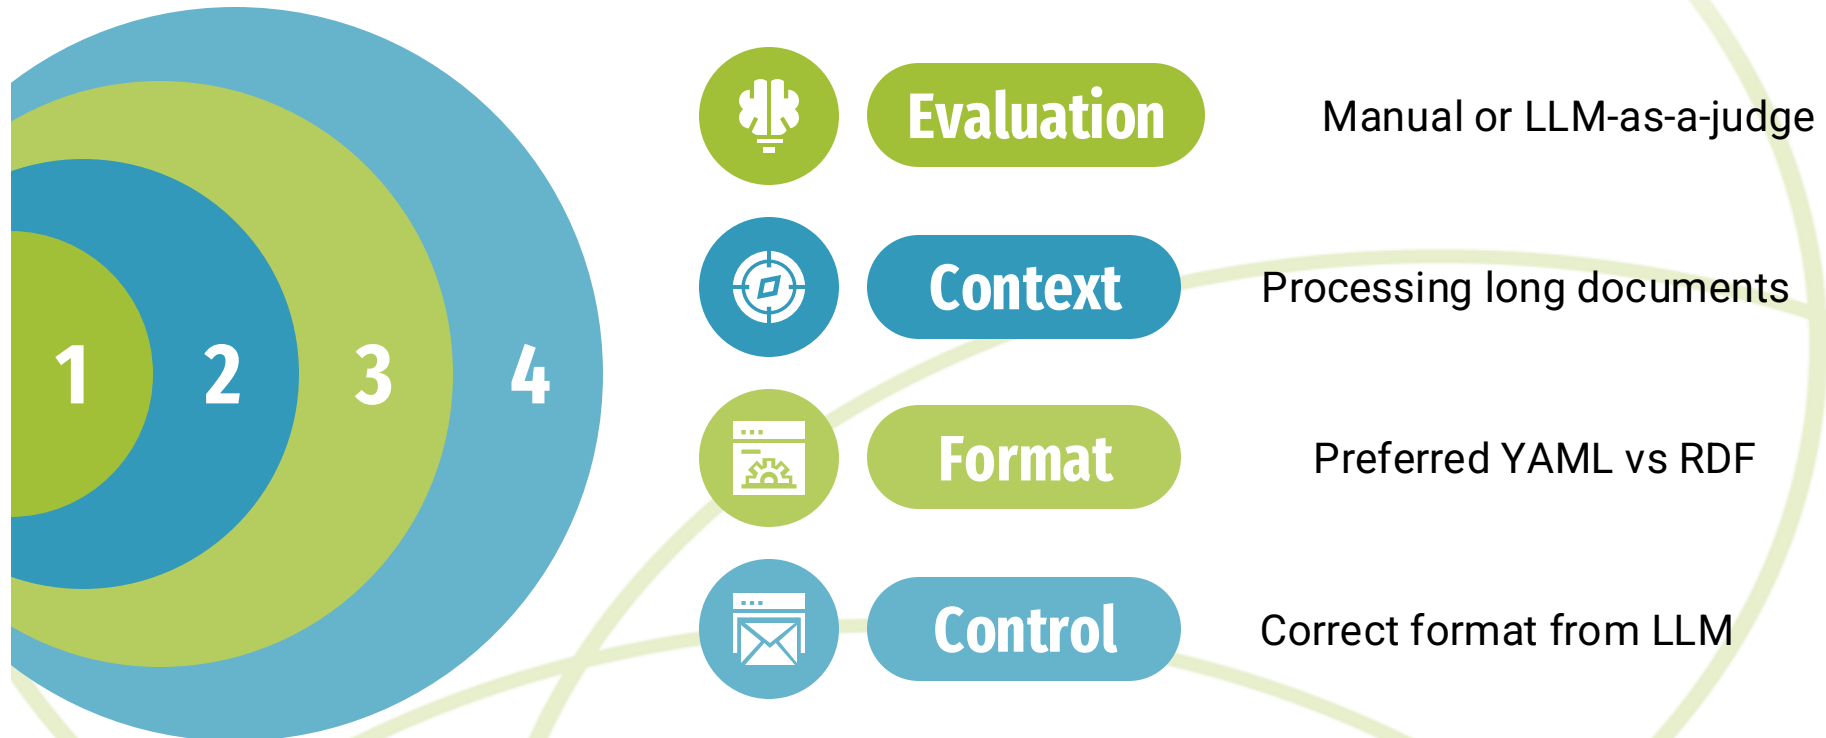 1 2 3 4
Evaluation
Manual or LLM-as-a-judge
Context
Processing long documents
Format
Preferred YAML vs RDF
Control
Correct format from LLM